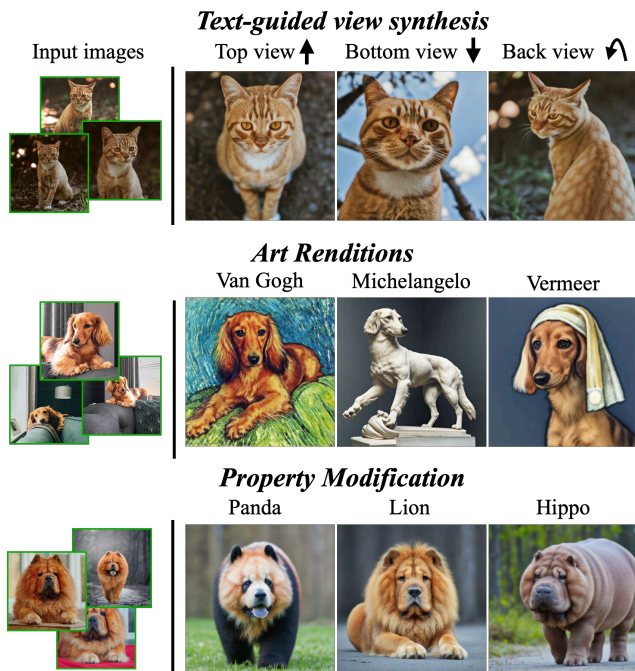 Text-guided view synthesis
Input images
Top view
Bottom view
Back view
Art Renditions
Van Gogh
Michelangelo
Vermeer
Property Modification
Panda
Lion
Hippo